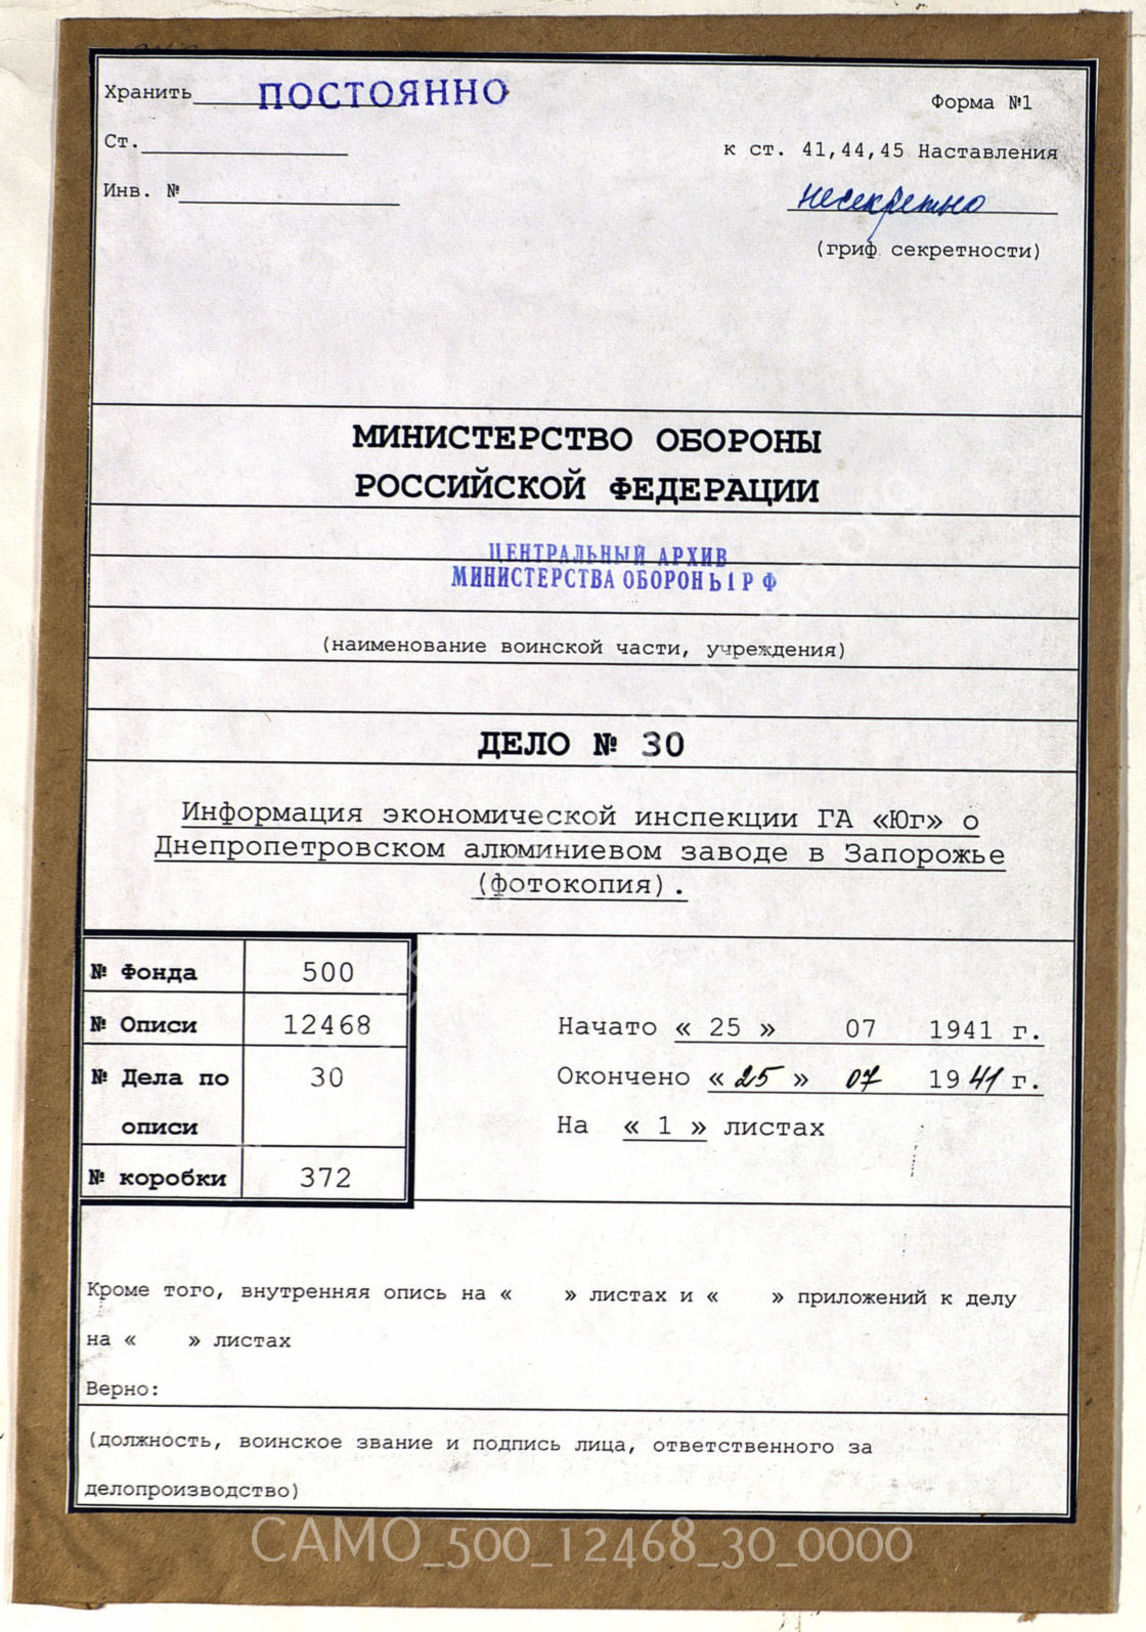 Хранить ПОСТОЯННО
Форма №1
Ст.
к ст. 41,44,45 Наставления
Инв. №
несекретно
(гриф секретности)
МИНИСТЕРСТВО ОБОРОНЫ
РОССИЙСКОЙ ФЕДЕРАЦИИ
ЦЕНТРАЛЬНЫЙ АРХИВ
МИНИСТЕРСТВА ОБОРОНЫ РФ
(наименование воинской части, учреждения)
ДЕЛО № 30
Информация экономической инспекции ГА «Юг» о
Днепропетровском алюминиевом заводе в Запорожье
(фотокопия).
№ Фонда 500
№ Описи 12468
№ Дела по 30
описи
№ коробки 372
Начато « 25 » 07 1941 г.
Окончено « 25 » 07 1941 г.
На « 1 » листах
Кроме того, внутренняя опись на « » листах и « » приложений к делу
на « » листах
Верно:
(должность, воинское звание и подпись лица, ответственного за
делопроизводство)
САМО_500_12468_30_0000